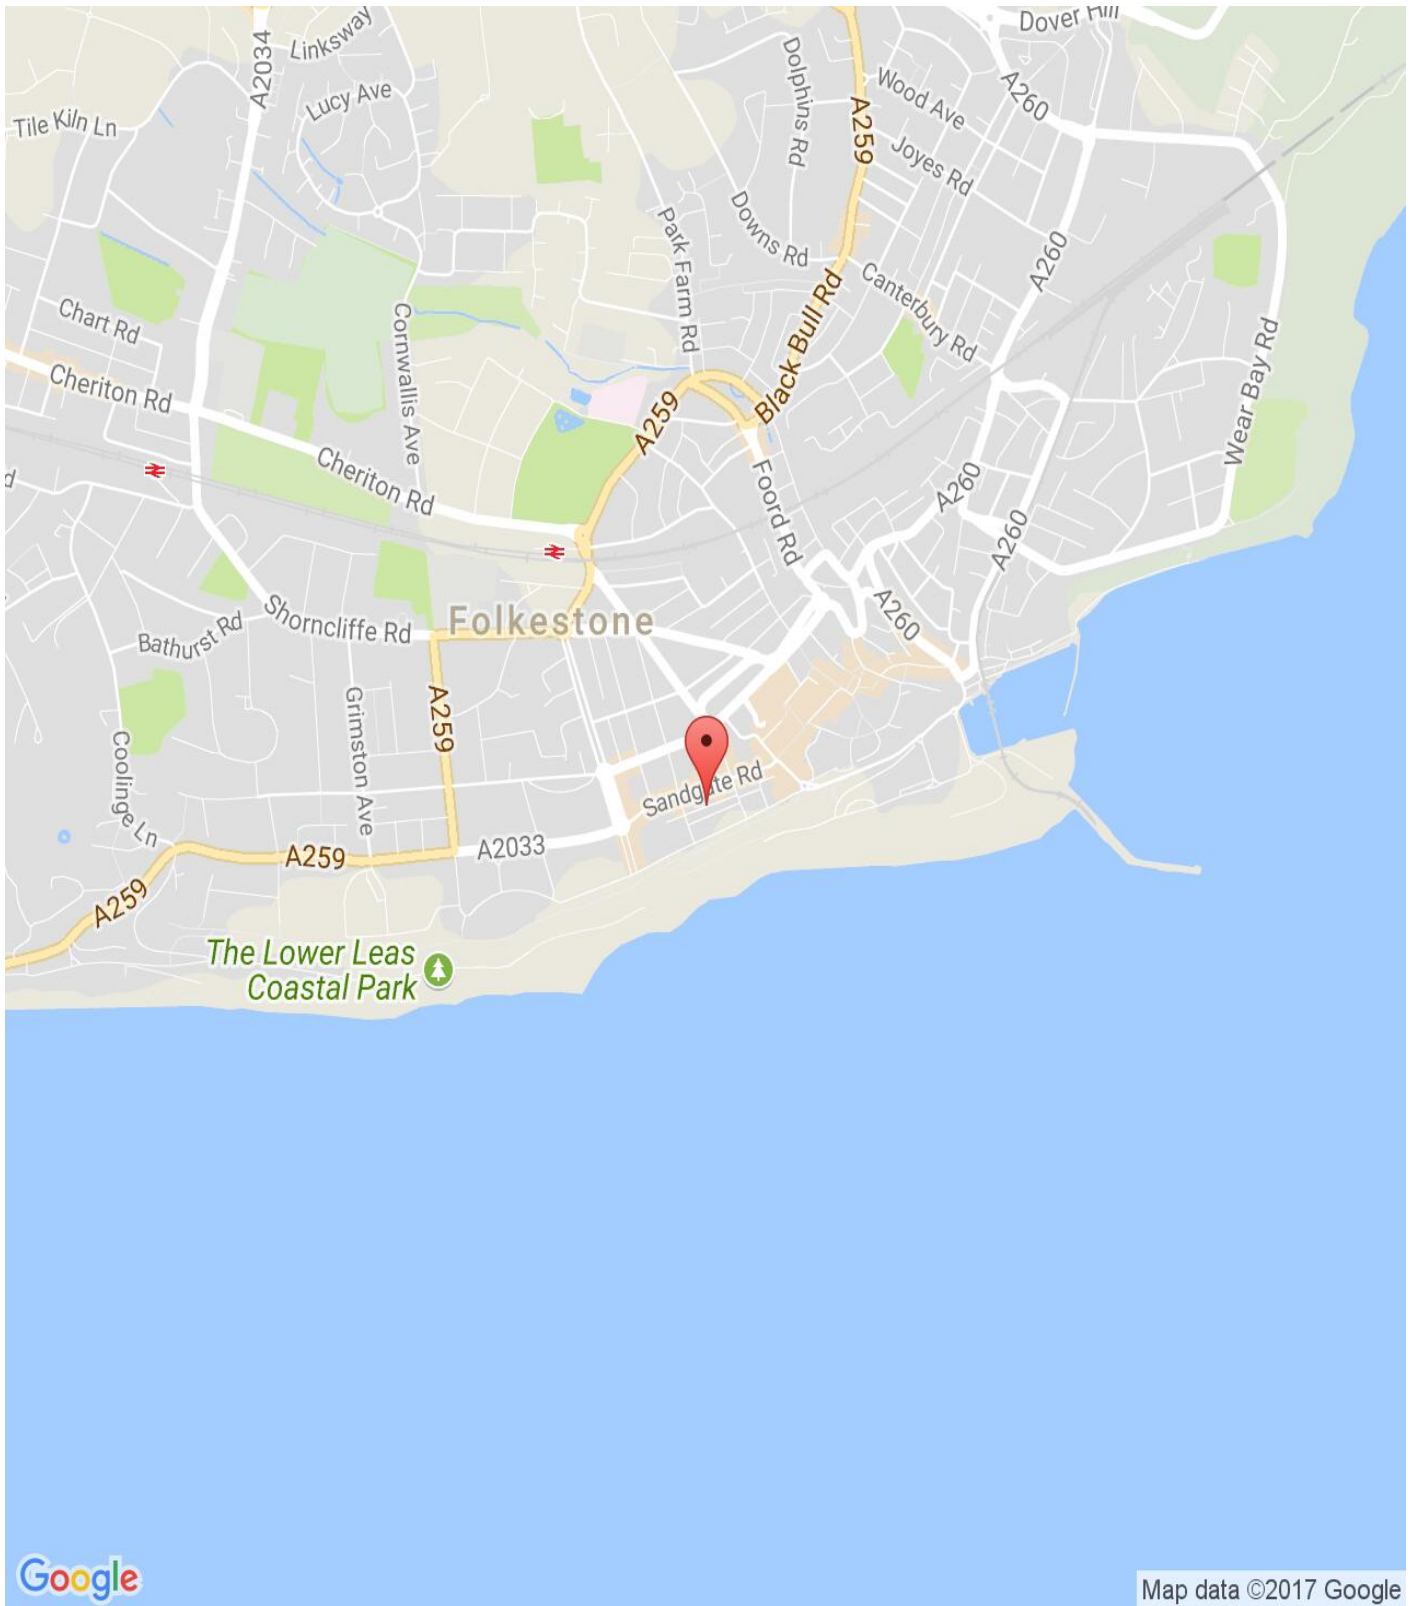 Dover Hill
Linksway
A2034
Lucy Ave
Tile Kiln Ln
Dolphins Rd
Wood Ave
A260
A259
Joyes Rd
Park Farm Rd
Downs Rd
A260
Canterbury Rd
Chart Rd
Cornwallis Ave
Black Bull Rd
Wear Bay Rd
Cheriton Rd
A259
Cheriton Rd
Foord Rd
A260
A260
Shorncliffe Rd
Folkestone
A260
Bathurst Rd
Grimston Ave
A259
Coolinge Ln
Sandgate Rd
A2033
A259
A259
The Lower Leas
Coastal Park
Google
Map data ©2017 Google